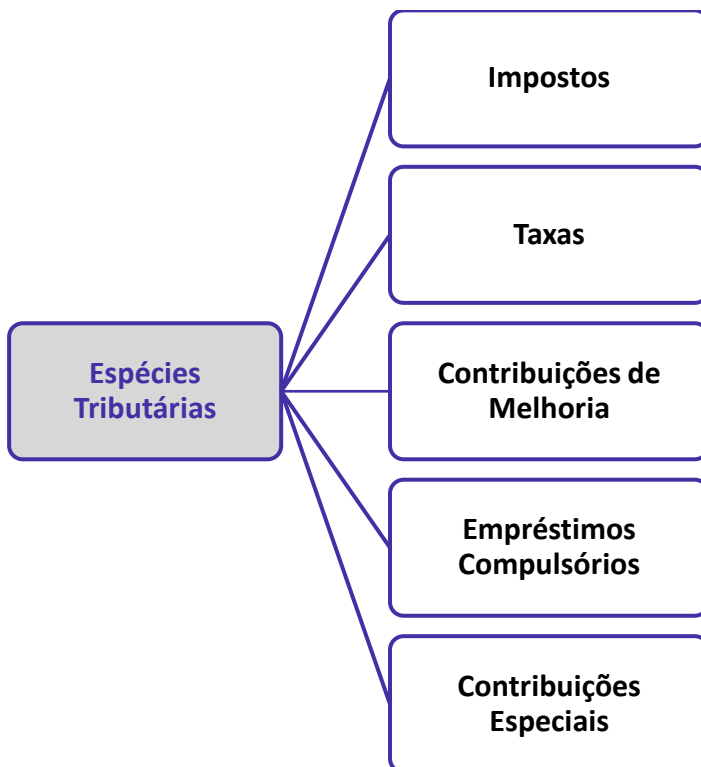 Impostos
Taxas
Espécies
Tributárias
Contribuições de
Melhoria
Empréstimos
Compulsórios
Contribuições
Especiais